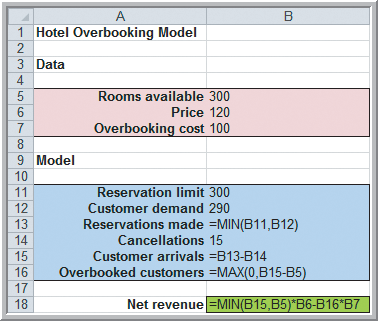 A B
1 Hotel Overbooking Model
2
3 Data
4
5 Rooms available 300
6 Price 120
7 Overbooking cost 100
8
9 Model
10
11 Reservation limit 300
12 Customer demand 290
13 Reservations made =MIN(B11,B12)
14 Cancellations 15
15 Customer arrivals =B13-B14
16 Overbooked customers =MAX(0,B15-B5)
17
18 Net revenue =MIN(B15,B5)*B6-B16*B7